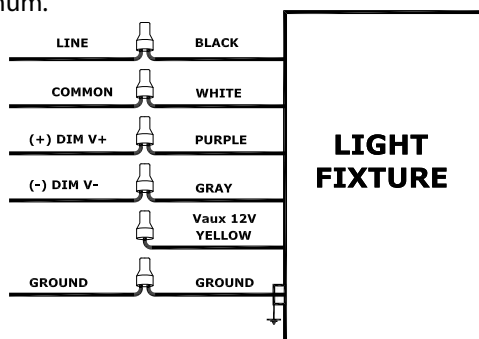 LINE BLACK
COMMON WHITE
(+) DIM V+ PURPLE
(-) DIM V- GRAY
Vaux 12V
YELLOW
GROUND GROUND
LIGHT
FIXTURE